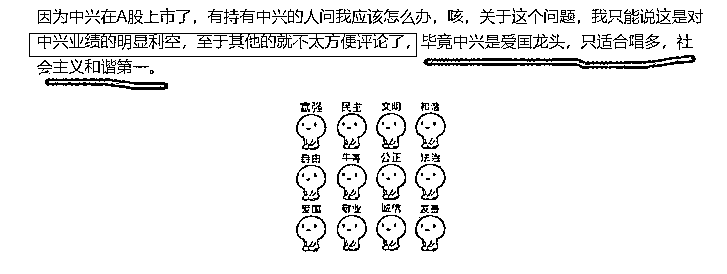 因为中兴在A股上市了，有持有中兴的人问我应该怎么办，咳，关于这个问题，我只能说这是对
中兴业绩的明显利空，至于其他的就不太方便评论了，毕竟中兴是爱国龙头，只适合唱多，社
会主义和谐第一。
富强 民主 文明 和谐
自由 平等 公正 法治
爱国 敬业 诚信 友善